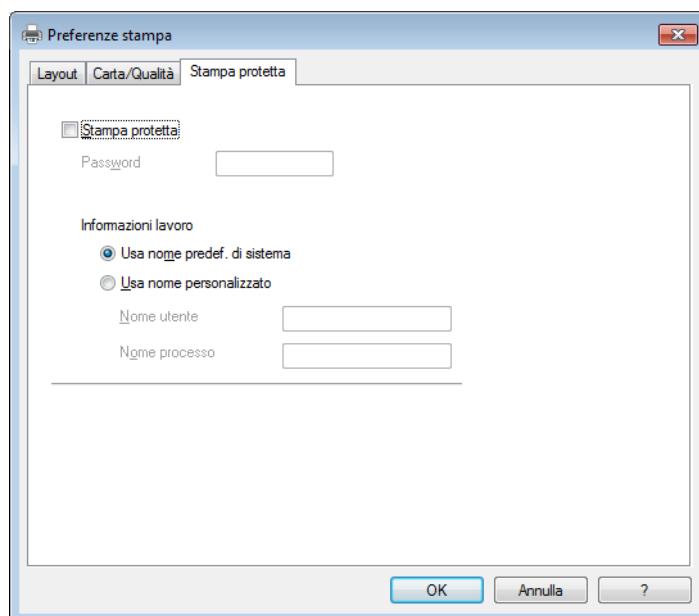 Preferenze stampa
Layout Carta/Qualità Stampa protetta
Stampa protetta
Password
Informazioni lavoro
Usa nome predef. di sistema
Usa nome personalizzato
Nome utente
Nome processo
OK Annulla ?